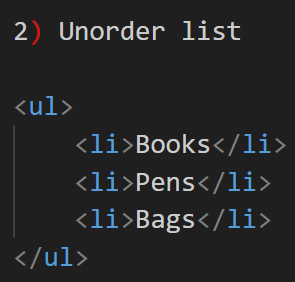 2) Unorder list
<ul>
<li>Books</li>
<li>Pens</li>
<li>Bags</li>
</ul>